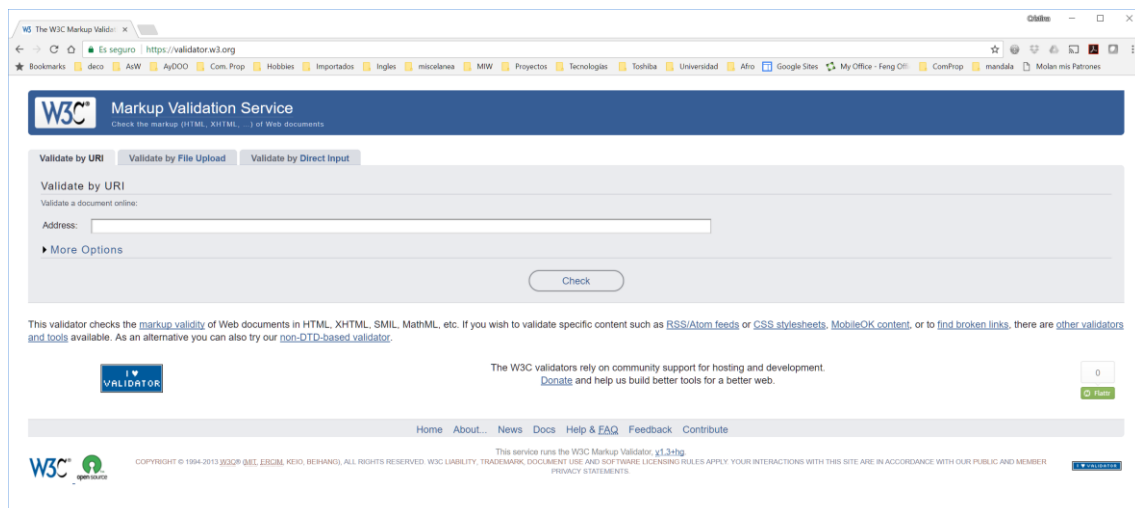 Cristina
W3 The W3C Markup Validat
Es seguro https://validator.w3.org
Bookmarks deco AsW AyDOO Com. Prop Hobbies Importados Ingles miscelanea MIW Proyectos Tecnologias Toshiba Universidad Afro Google Sites My Office - Feng Offi ComProp mandala Molan mis Patrones
W3C® Markup Validation Service
Check the markup (HTML, XHTML, …) of Web documents
Validate by URI Validate by File Upload Validate by Direct Input
Validate by URI
Validate a document online:
Address:
More Options
Check
This validator checks the markup validity of Web documents in HTML, XHTML, SMIL, MathML, etc. If you wish to validate specific content such as RSS/Atom feeds or CSS stylesheets, MobileOK content, or to find broken links, there are other validators
and tools available. As an alternative you can also try our non-DTD-based validator.
I ♥
VALIDATOR
The W3C validators rely on community support for hosting and development.
Donate and help us build better tools for a better web.
0
Flattr
Home About... News Docs Help & FAQ Feedback Contribute
This service runs the W3C Markup Validator, v1.3+hg.
W3C® open source
COPYRIGHT © 1994-2013 W3C® (MIT, ERCIM, KEIO, BEIHANG), ALL RIGHTS RESERVED. W3C LIABILITY, TRADEMARK, DOCUMENT USE AND SOFTWARE LICENSING RULES APPLY. YOUR INTERACTIONS WITH THIS SITE ARE IN ACCORDANCE WITH OUR PUBLIC AND MEMBER
PRIVACY STATEMENTS.
I ♥ VALIDATOR